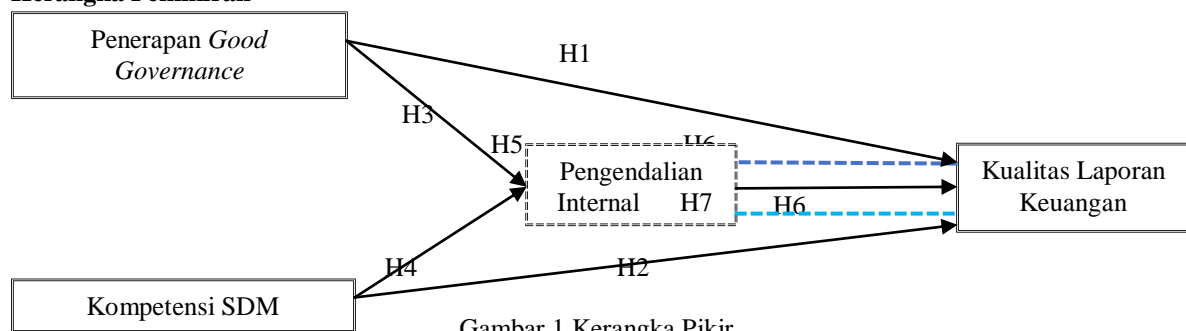 Kerangka Pemikiran
Penerapan Good
Governance
H1
H3
H5
H6
Pengendalian
Internal H7
H6
Kualitas Laporan
Keuangan
H4
H2
Kompetensi SDM
Gambar 1 Kerangka Pikir